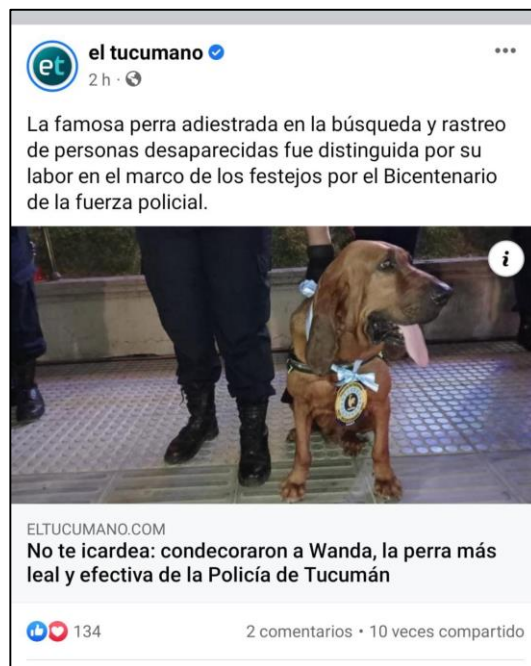 et
el tucumano
2 h
La famosa perra adiestrada en la búsqueda y rastreo
de personas desaparecidas fue distinguida por su
labor en el marco de los festejos por el Bicentenario
de la fuerza policial.
i
ELTUCUMANO.COM
No te icardea: condecoraron a Wanda, la perra más
leal y efectiva de la Policía de Tucumán
134
2 comentarios • 10 veces compartido